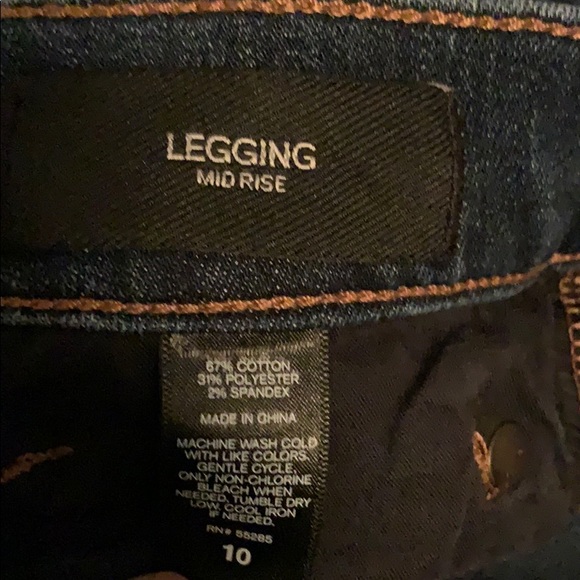 LEGGING
MID RISE
67% COTTON
31% POLYESTER
2% SPANDEX
MADE IN CHINA
MACHINE WASH COLD
WITH LIKE COLORS.
GENTLE CYCLE,
ONLY NON-CHLORINE
BLEACH WHEN
NEEDED, TUMBLE DRY
LOW, COOL IRON
IF NEEDED.
RN# 55285
10